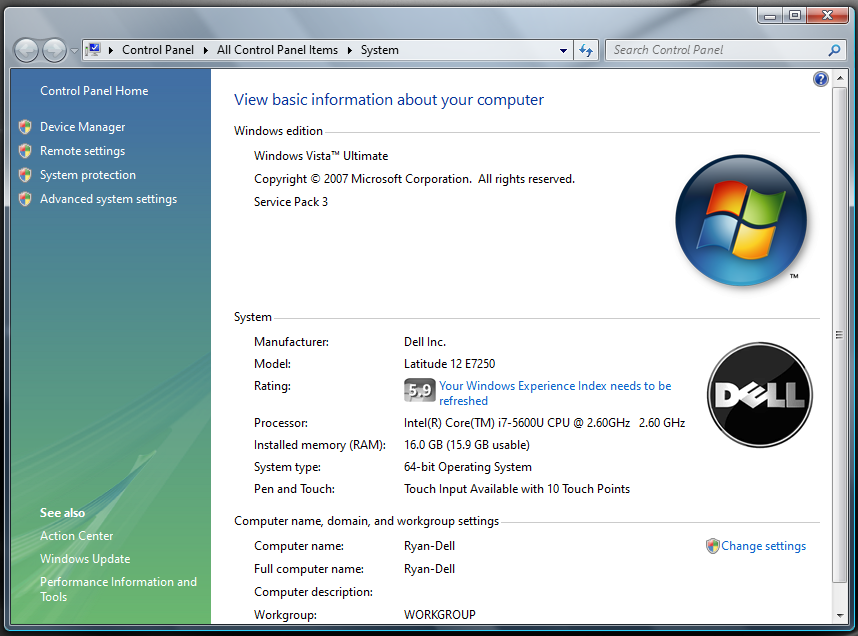 Control Panel All Control Panel Items System
Search Control Panel
Control Panel Home
Device Manager
Remote settings
System protection
Advanced system settings
See also
Action Center
Windows Update
Performance Information and
Tools
View basic information about your computer
Windows edition
Windows Vista™ Ultimate
Copyright © 2007 Microsoft Corporation. All rights reserved.
Service Pack 3
TM
System
Manufacturer: Dell Inc.
Model: Latitude 12 E7250
Rating: 5,9 Your Windows Experience Index needs to be
refreshed
Processor: Intel(R) Core(TM) i7-5600U CPU @ 2.60GHz 2.60 GHz
Installed memory (RAM): 16.0 GB (15.9 GB usable)
System type: 64-bit Operating System
Pen and Touch: Touch Input Available with 10 Touch Points
DELL
Computer name, domain, and workgroup settings
Computer name: Ryan-Dell
Change settings
Full computer name: Ryan-Dell
Computer description:
Workgroup: WORKGROUP